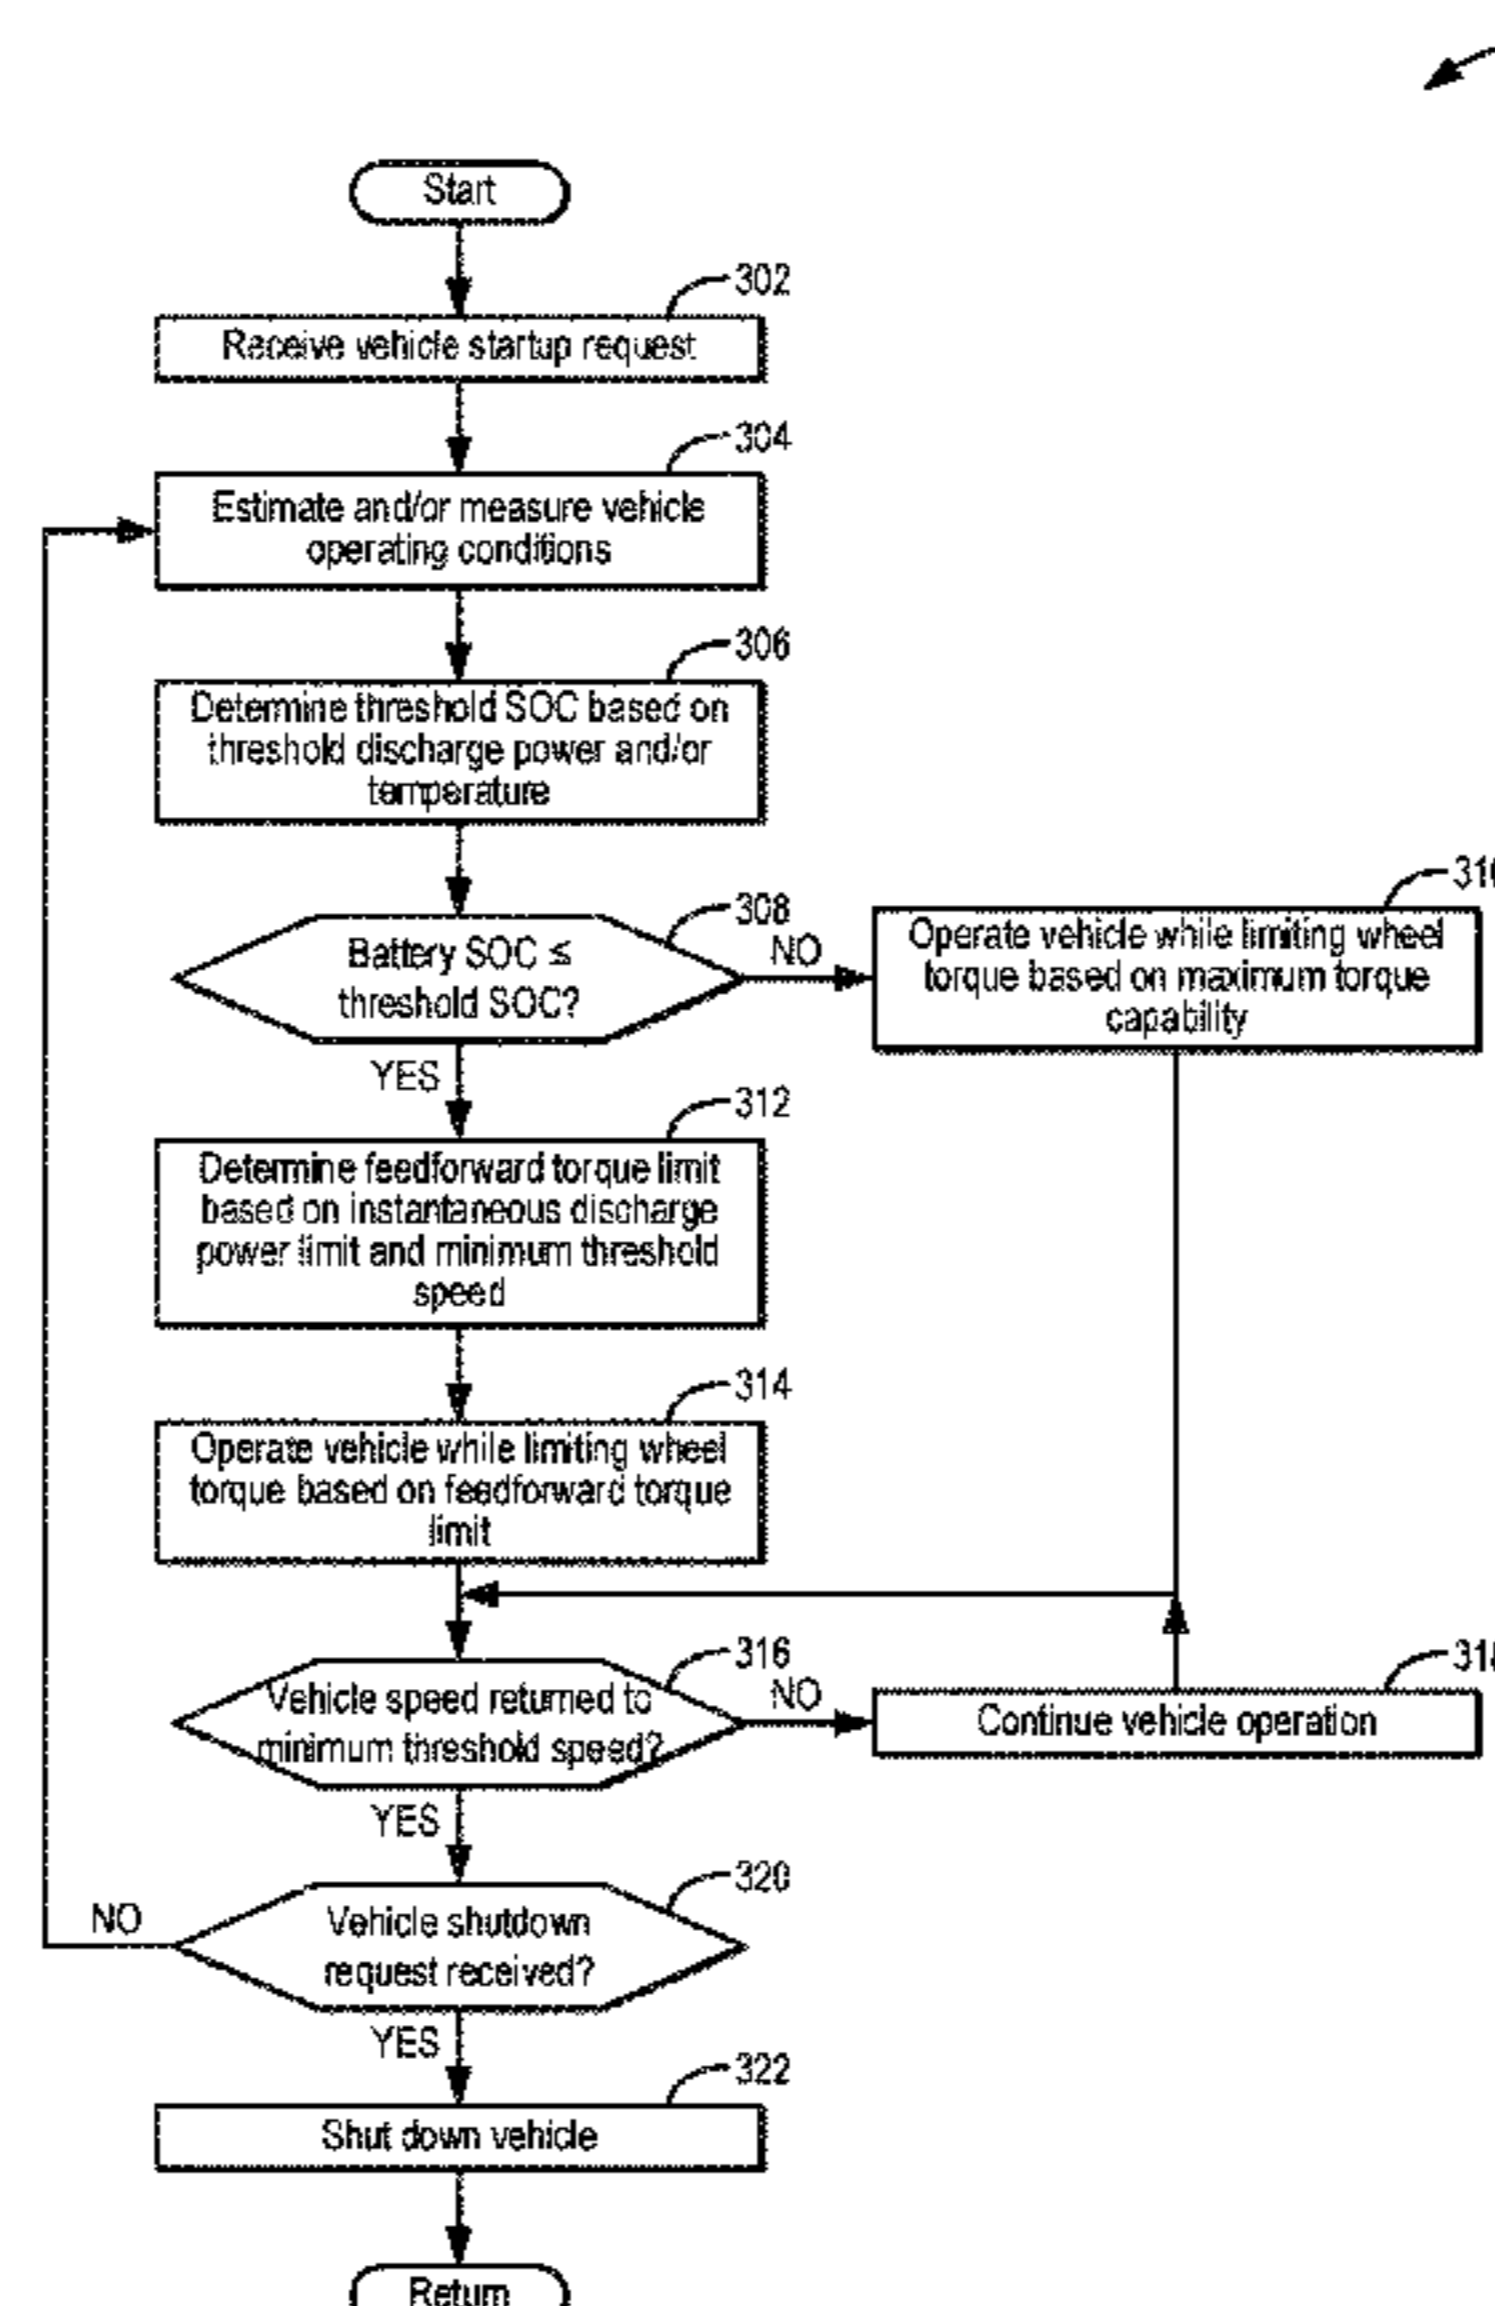 Start
302
Receive vehicle startup request
304
Estimate and/or measure vehicle
operating conditions
306
Determine threshold SOC based on
threshold discharge power and/or
temperature
308
Battery SOC ≤
threshold SOC?
NO
YES
Operate vehicle while limiting wheel
torque based on maximum torque
capability
312
Determine feedforward torque limit
based on instantaneous discharge
power limit and minimum threshold
speed
314
Operate vehicle while limiting wheel
torque based on feedforward torque
limit
316
Vehicle speed returned to
minimum threshold speed?
NO
YES
Continue vehicle operation
320
Vehicle shutdown
request received?
NO
YES
322
Shut down vehicle
Return